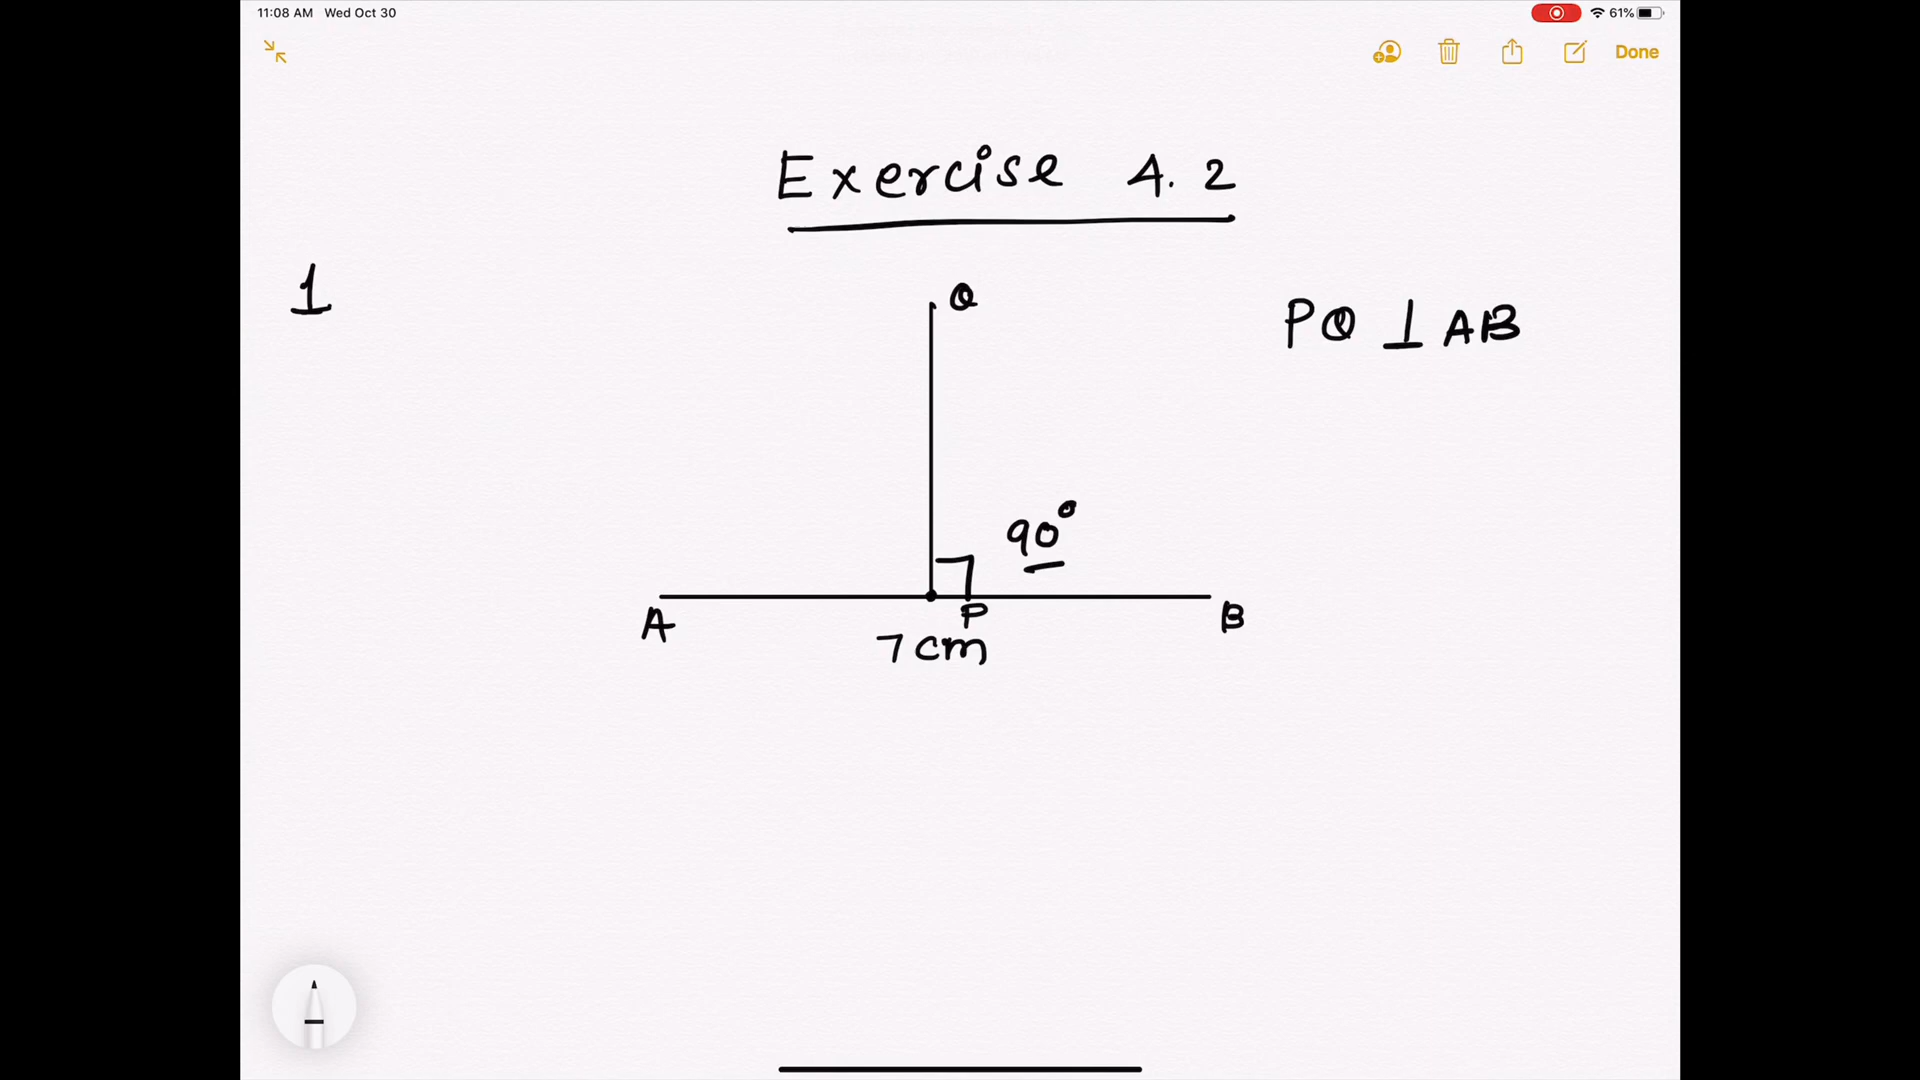 11:08 AM Wed Oct 30
61%
Done
Exercise 4.2
1
Q
PQ ⊥ AB
90°
A
P
B
7 cm